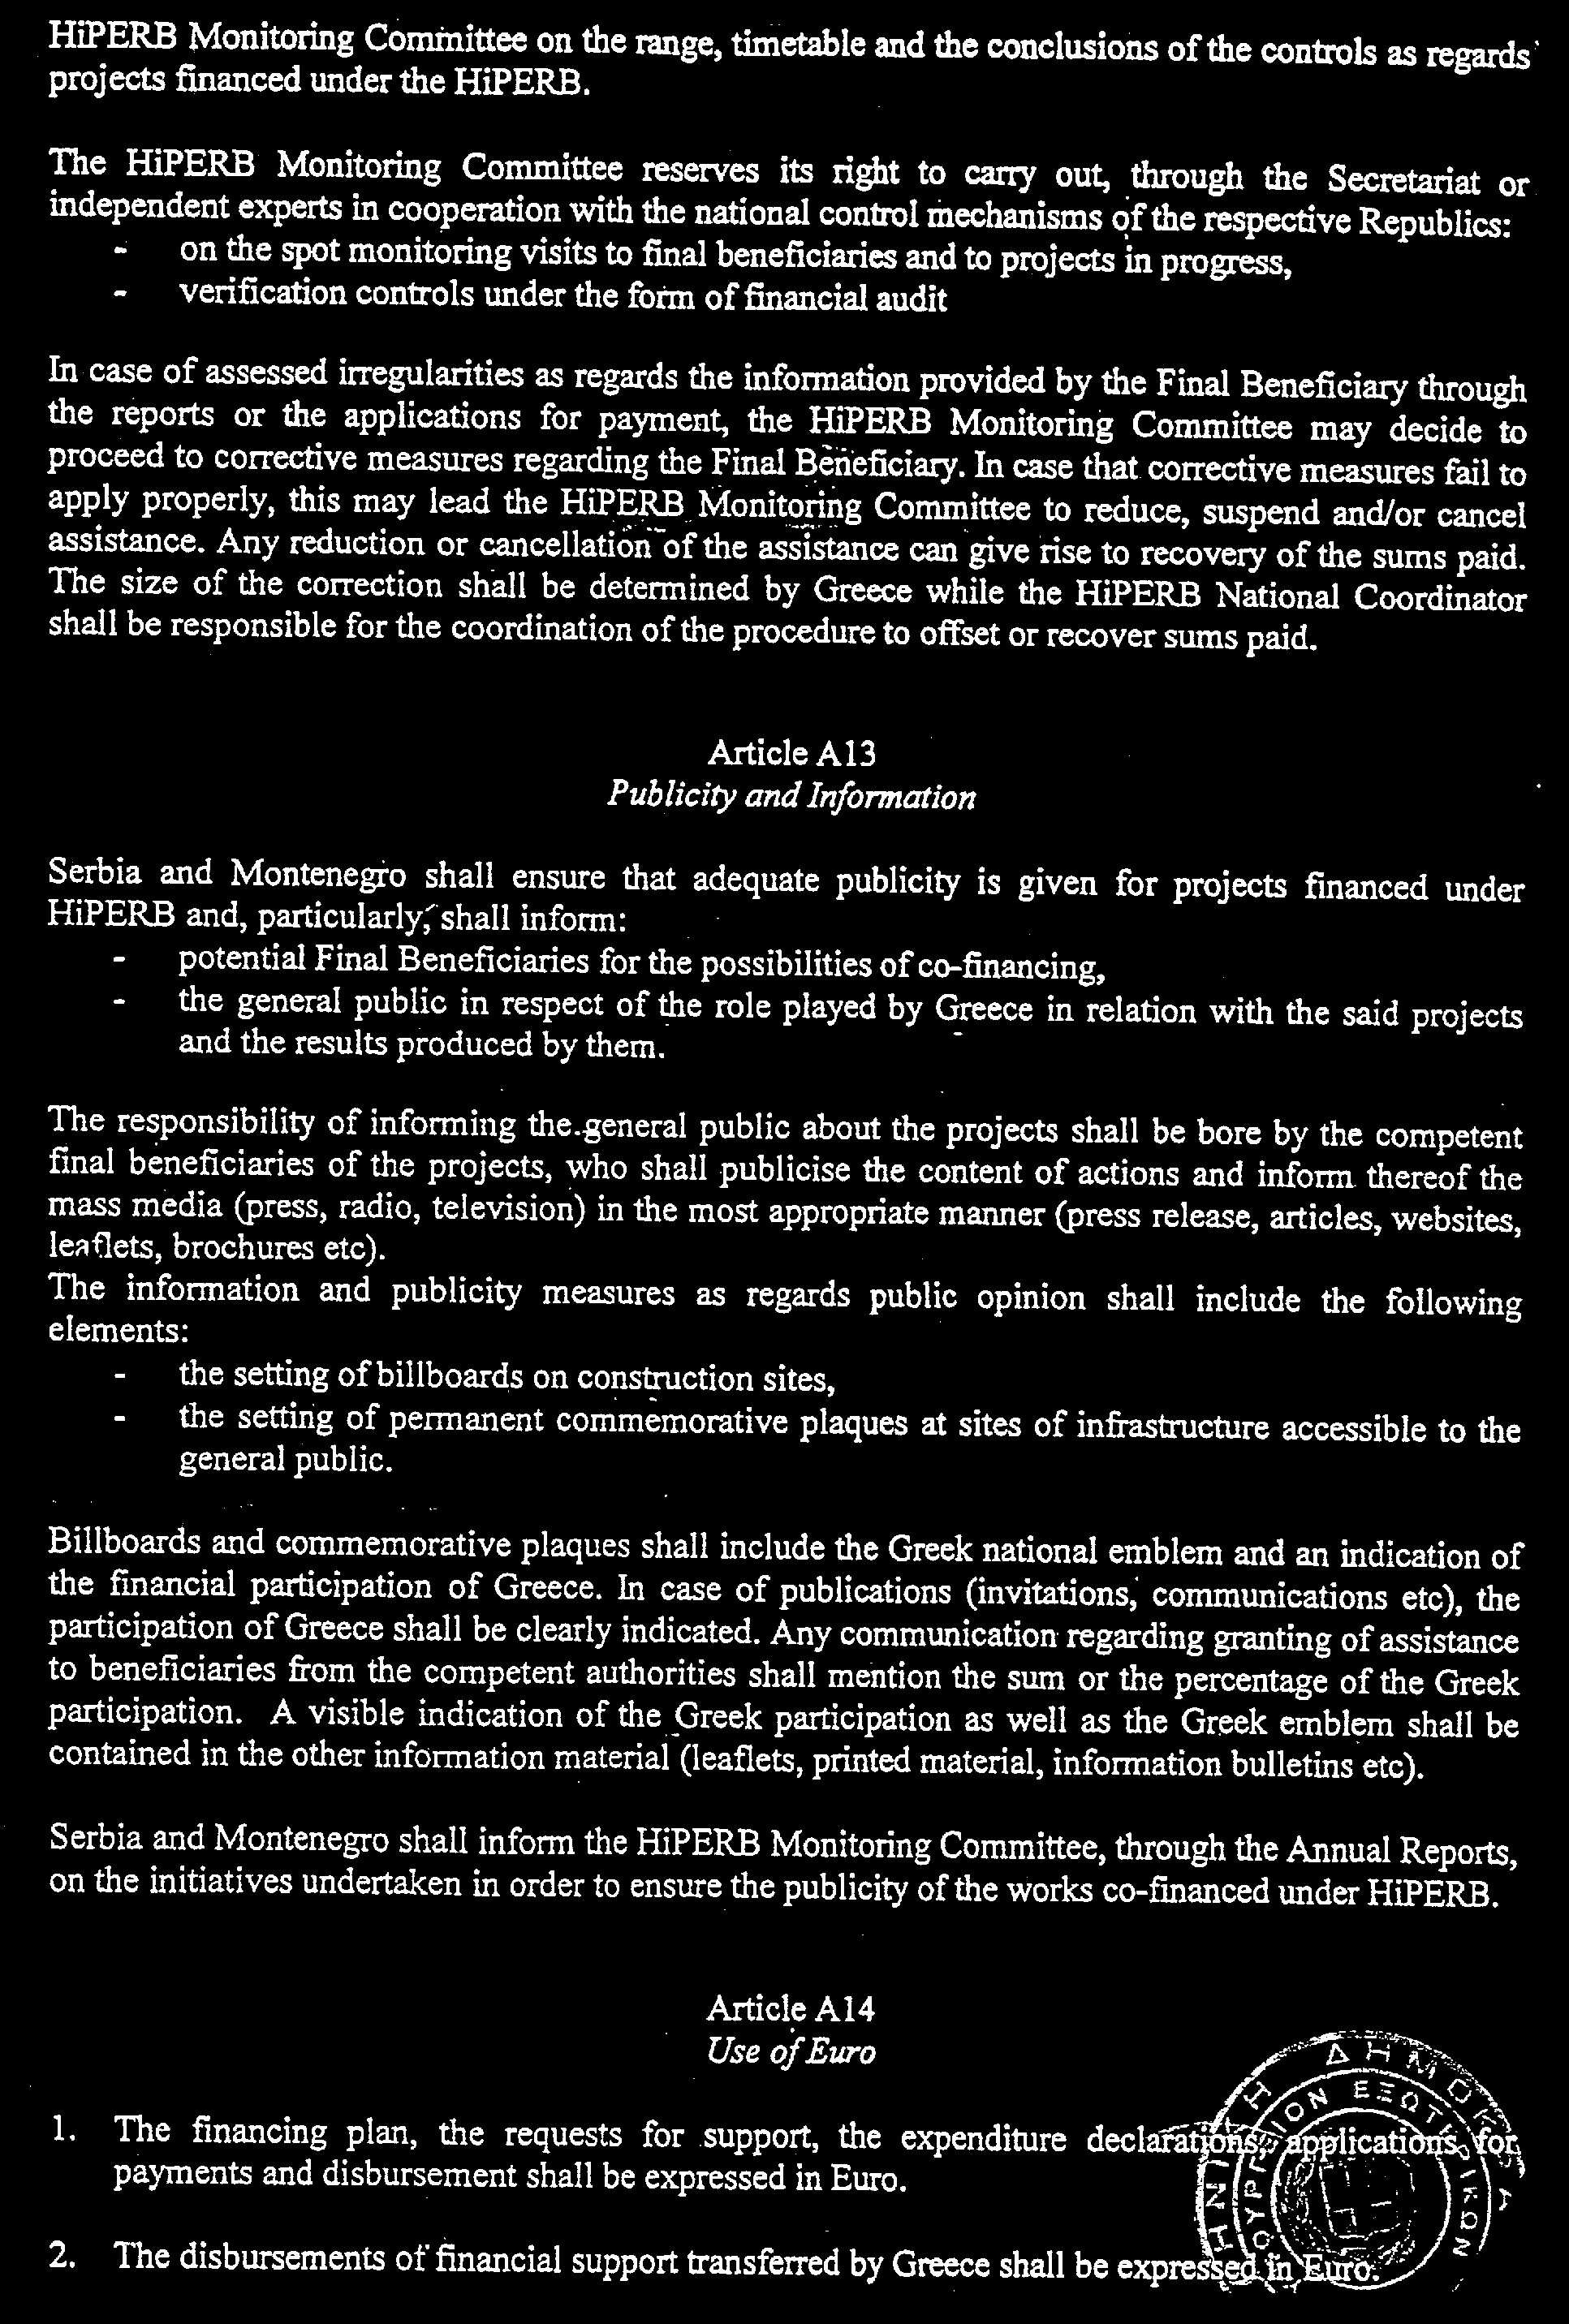 HiPERB Monitoring Committee on the range, timetable and the conclusions of the controls as regards
projects financed under the HiPERB.
The HiPERB Monitoring Committee reserves its right to carry out, through the Secretariat or
independent experts in cooperation with the national control mechanisms of the respective Republics:
- on the spot monitoring visits to final beneficiaries and to projects in progress,
- verification controls under the form of financial audit
In case of assessed irregularities as regards the information provided by the Final Beneficiary through
the reports or the applications for payment, the HiPERB Monitoring Committee may decide to
proceed to corrective measures regarding the Final Beneficiary. In case that corrective measures fail to
apply properly, this may lead the HiPERB Monitoring Committee to reduce, suspend and/or cancel
assistance. Any reduction or cancellation of the assistance can give rise to recovery of the sums paid.
The size of the correction shall be determined by Greece while the HiPERB National Coordinator
shall be responsible for the coordination of the procedure to offset or recover sums paid.
Article A13
Publicity and Information
Serbia and Montenegro shall ensure that adequate publicity is given for projects financed under
HiPERB and, particularly, shall inform:
- potential Final Beneficiaries for the possibilities of co-financing,
- the general public in respect of the role played by Greece in relation with the said projects
and the results produced by them.
The responsibility of informing the general public about the projects shall be bore by the competent
final beneficiaries of the projects, who shall publicise the content of actions and inform thereof the
mass media (press, radio, television) in the most appropriate manner (press release, articles, websites,
leaflets, brochures etc).
The information and publicity measures as regards public opinion shall include the following
elements:
- the setting of billboards on construction sites,
- the setting of permanent commemorative plaques at sites of infrastructure accessible to the
general public.
Billboards and commemorative plaques shall include the Greek national emblem and an indication of
the financial participation of Greece. In case of publications (invitations, communications etc), the
participation of Greece shall be clearly indicated. Any communication regarding granting of assistance
to beneficiaries from the competent authorities shall mention the sum or the percentage of the Greek
participation. A visible indication of the Greek participation as well as the Greek emblem shall be
contained in the other information material (leaflets, printed material, information bulletins etc).
Serbia and Montenegro shall inform the HiPERB Monitoring Committee, through the Annual Reports,
on the initiatives undertaken in order to ensure the publicity of the works co-financed under HiPERB.
Article A14
Use of Euro
1. The financing plan, the requests for support, the expenditure declarations, applications for
payments and disbursement shall be expressed in Euro.
2. The disbursements of financial support transferred by Greece shall be expressed in Euro.